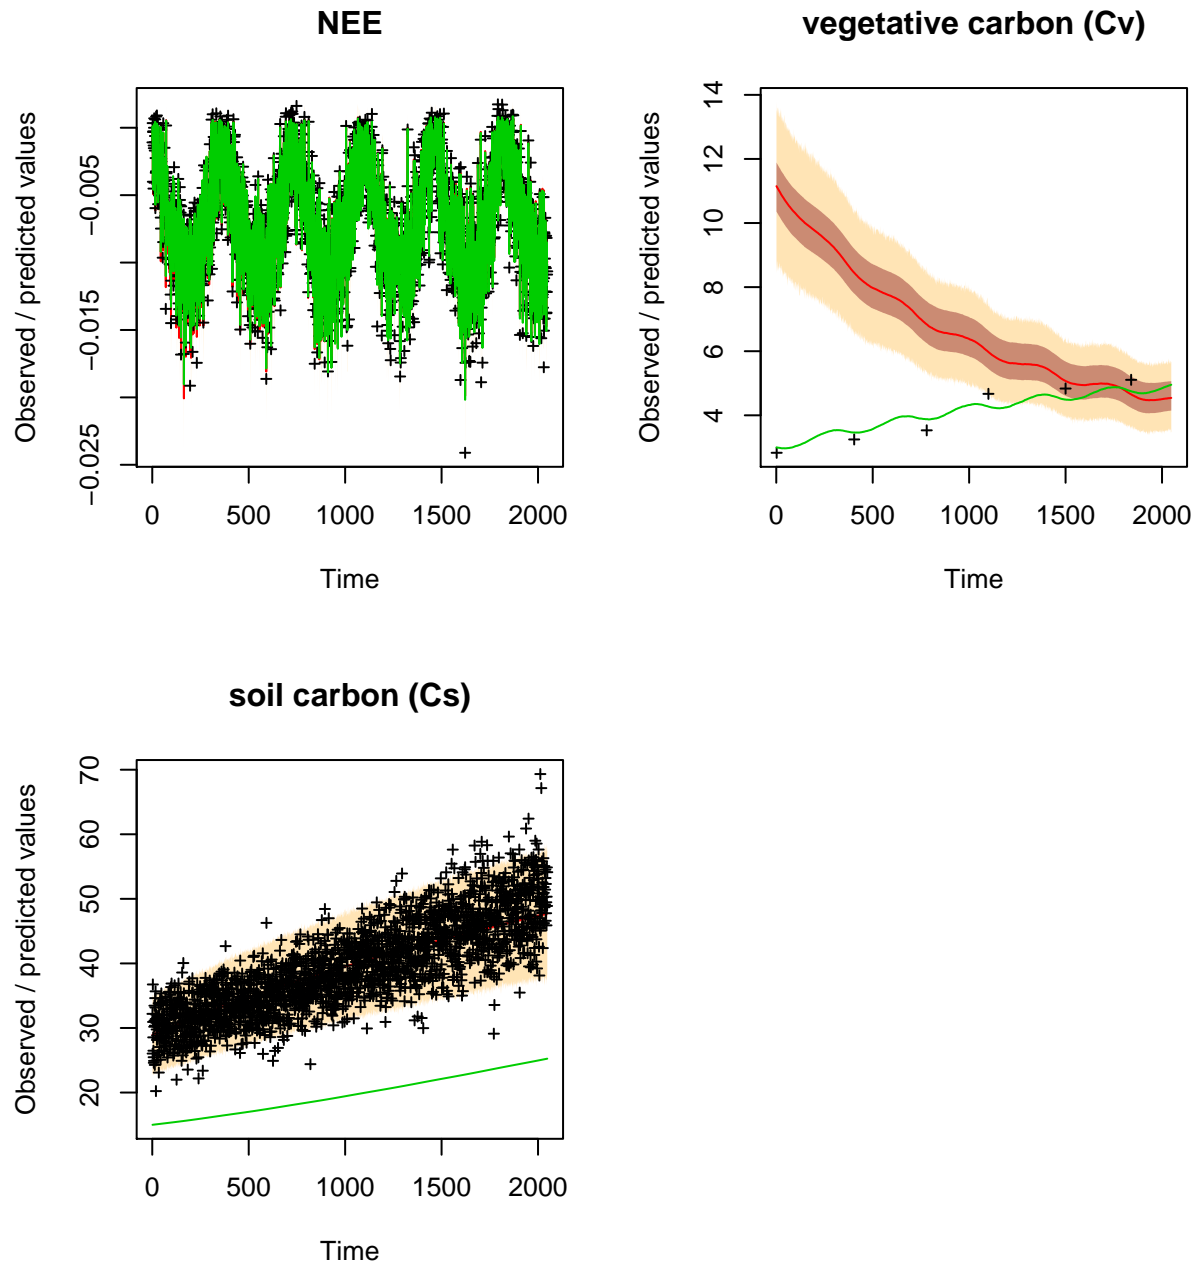 NEE
Observed / predicted values
−0.005
−0.015
−0.025
0 500 1000 1500 2000
Time
vegetative carbon (Cv)
Observed / predicted values
14
12
10
8
6
4
0 500 1000 1500 2000
Time
soil carbon (Cs)
Observed / predicted values
70
60
50
40
30
20
0 500 1000 1500 2000
Time